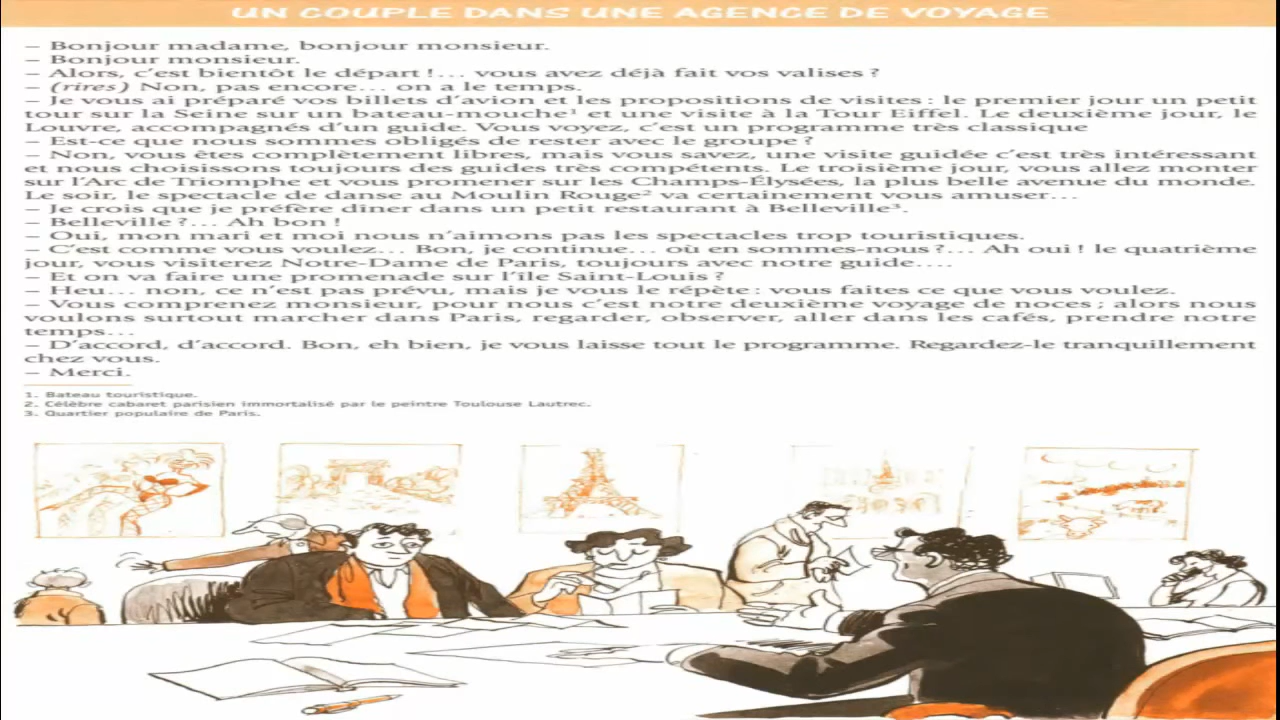 UN COUPLE DANS UNE AGENCE DE VOYAGE
– Bonjour madame, bonjour monsieur.
– Bonjour monsieur.
– Alors, c'est bientôt le départ !… vous avez déjà fait vos valises ?
– (rires) Non, pas encore… on a le temps.
– Je vous ai préparé vos billets d'avion et les propositions de visites : le premier jour un petit
tour sur la Seine sur un bateau-mouche¹ et une visite à la Tour Eiffel. Le deuxième jour, le
Louvre, accompagnés d'un guide. Vous voyez, c'est un programme très classique
– Est-ce que nous sommes obligés de rester avec le groupe ?
– Non, vous êtes complètement libres, mais vous savez, une visite guidée c'est très intéressant
et nous choisissons toujours des guides très compétents. Le troisième jour, vous allez monter
sur l'Arc de Triomphe et vous promener sur les Champs-Élysées, la plus belle avenue du monde.
Le soir, le spectacle de danse au Moulin Rouge² va certainement vous amuser…
– Je crois que je préfère dîner dans un petit restaurant à Belleville³.
– Belleville ?… Ah bon !
– Oui, mon mari et moi nous n'aimons pas les spectacles trop touristiques.
– C'est comme vous voulez… Bon, je continue… où en sommes-nous ?… Ah oui ! le quatrième
jour, vous visiterez Notre-Dame de Paris, toujours avec notre guide….
– Et on va faire une promenade sur l'île Saint-Louis ?
– Heu… non, ce n'est pas prévu, mais je vous le répète : vous faites ce que vous voulez.
– Vous comprenez monsieur, pour nous c'est notre deuxième voyage de noces ; alors nous
voulons surtout marcher dans Paris, regarder, observer, aller dans les cafés, prendre notre
temps…
– D'accord, d'accord. Bon, eh bien, je vous laisse tout le programme. Regardez-le tranquillement
chez vous.
– Merci.
1. Bateau touristique.
2. Célèbre cabaret parisien immortalisé par le peintre Toulouse Lautrec.
3. Quartier populaire de Paris.